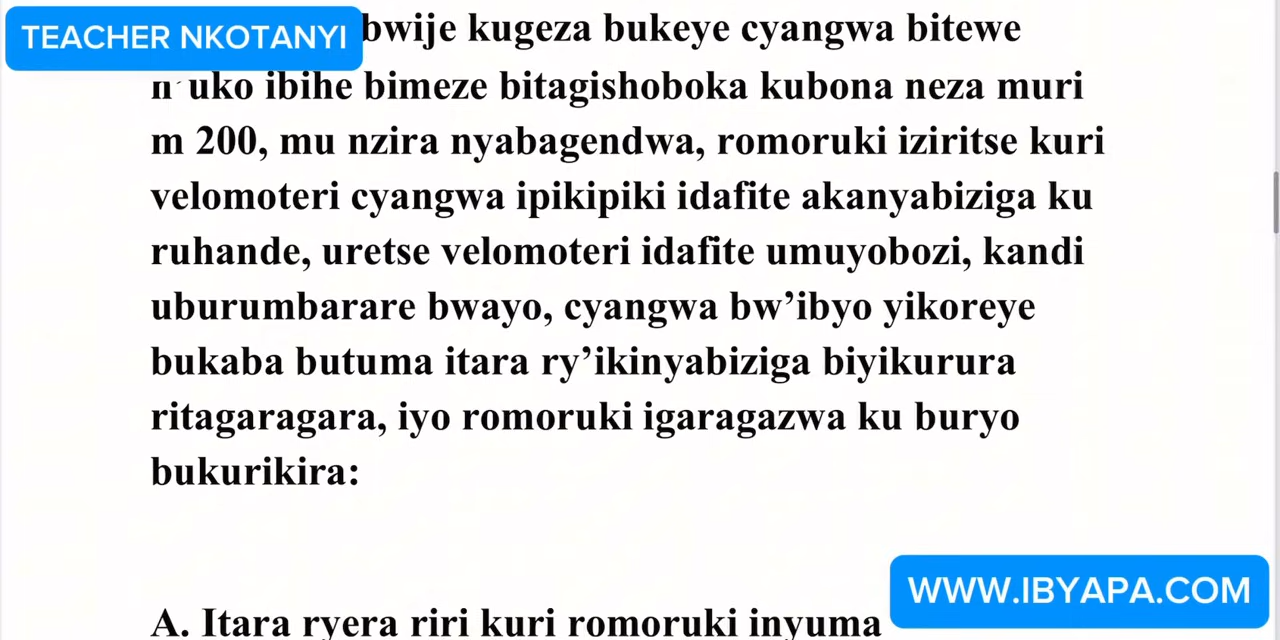 TEACHER NKOTANYI
bwije kugeza bukeye cyangwa bitewe
n'uko ibihe bimeze bitagishoboka kubona neza muri
m 200, mu nzira nyabagendwa, romoruki iziritse kuri
velomoteri cyangwa ipikipiki idafite akanyabiziga ku
ruhande, uretse velomoteri idafite umuyobozi, kandi
uburumbarare bwayo, cyangwa bw’ibyo yikoreye
bukaba butuma itara ry’ikinyabiziga biyikurura
ritagaragara, iyo romoruki igaragazwa ku buryo
bukurikira:
WWW.IBYAPA.COM
A. Itara ryera riri kuri romoruki inyuma